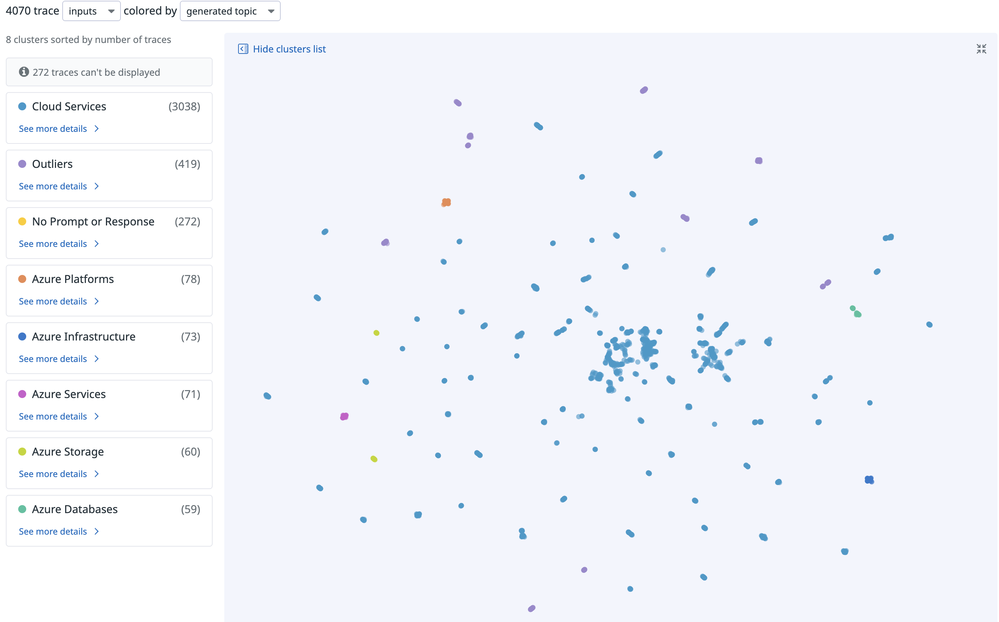 4070 trace inputs colored by generated topic
8 clusters sorted by number of traces
Hide clusters list
272 traces can't be displayed
Cloud Services (3038)
See more details
Outliers (419)
See more details
No Prompt or Response (272)
See more details
Azure Platforms (78)
See more details
Azure Infrastructure (73)
See more details
Azure Services (71)
See more details
Azure Storage (60)
See more details
Azure Databases (59)
See more details